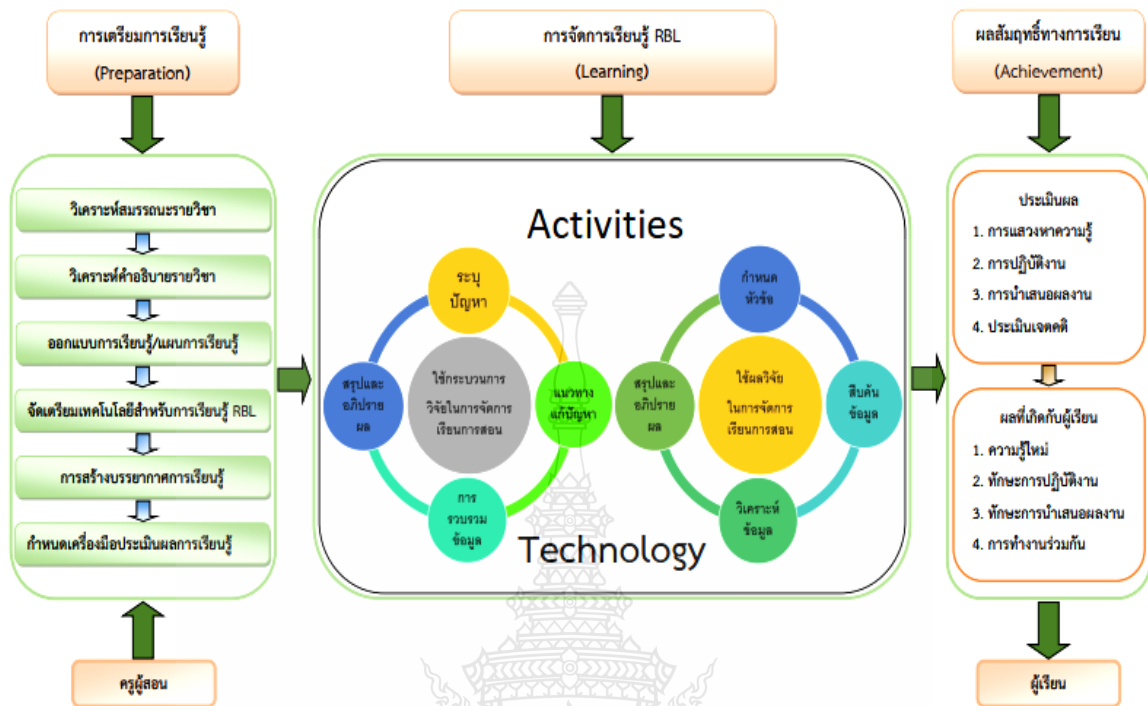 การเตรียมการเรียนรู้
(Preparation)
การจัดการเรียนรู้ RBL
(Learning)
ผลสัมฤทธิ์ทางการเรียน
(Achievement)
วิเคราะห์สมรรถนะรายวิชา
วิเคราะห์คำอธิบายรายวิชา
ออกแบบการเรียนรู้/แผนการเรียนรู้
จัดเตรียมเทคโนโลยีสำหรับการเรียนรู้ RBL
การสร้างบรรยากาศการเรียนรู้
กำหนดเครื่องมือประเมินผลการเรียนรู้
ครูผู้สอน
Activities
ระบุ
ปัญหา
แนวทาง
แก้ปัญหา
การ
รวบรวม
ข้อมูล
สรุปและ
อภิปราย
ผล
ใช้กระบวนการ
วิจัยในการจัดการ
เรียนการสอน
กำหนด
หัวข้อ
สืบค้น
ข้อมูล
วิเคราะห์
ข้อมูล
สรุปและ
อภิปราย
ผล
ใช้ผลวิจัย
ในการจัดการ
เรียนการสอน
Technology
ประเมินผล
1. การแสวงหาความรู้
2. การปฏิบัติงาน
3. การนำเสนอผลงาน
4. ประเมินเจตคติ
ผลที่เกิดกับผู้เรียน
1. ความรู้ใหม่
2. ทักษะการปฏิบัติงาน
3. ทักษะการนำเสนอผลงาน
4. การทำงานร่วมกัน
ผู้เรียน